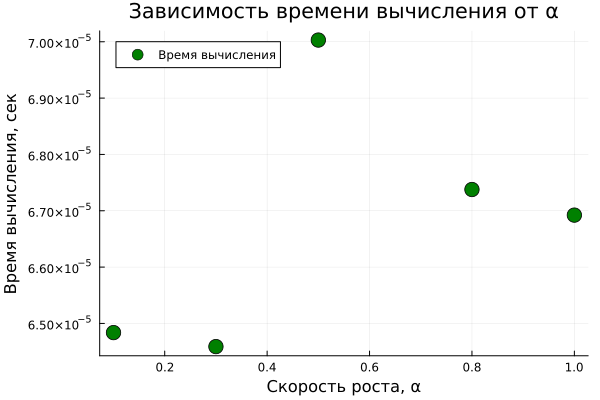 Зависимость времени вычисления от α
Время вычисления
Время вычисления, сек
7.00×10⁻⁵
6.90×10⁻⁵
6.80×10⁻⁵
6.70×10⁻⁵
6.60×10⁻⁵
6.50×10⁻⁵
0.2 0.4 0.6 0.8 1.0
Скорость роста, α